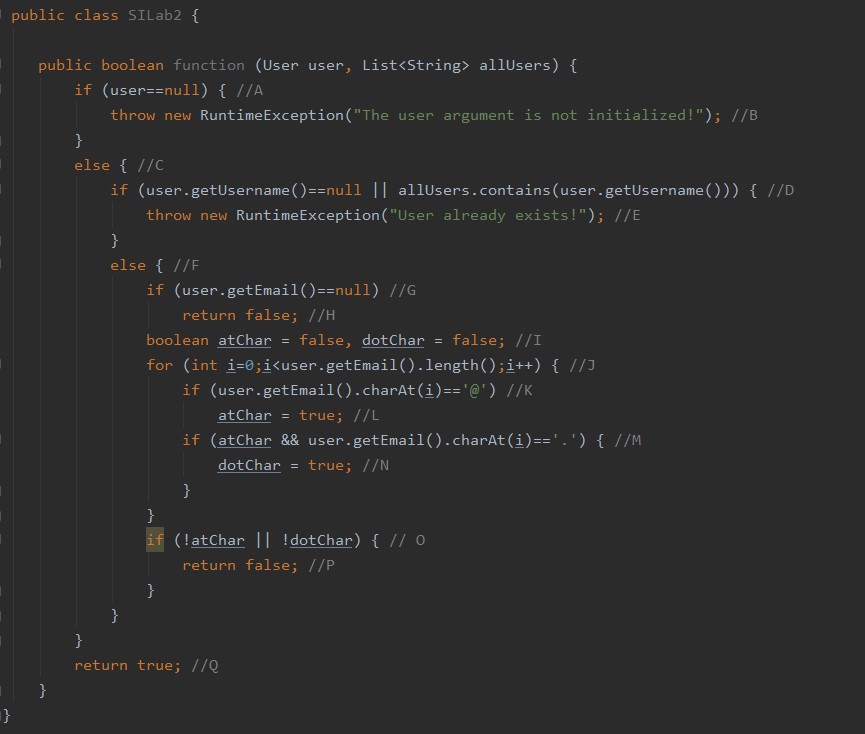 public class SILab2 {
public boolean function (User user, List<String> allUsers) {
if (user==null) { //A
throw new RuntimeException("The user argument is not initialized!"); //B
}
else { //C
if (user.getUsername()==null || allUsers.contains(user.getUsername())) { //D
throw new RuntimeException("User already exists!"); //E
}
else { //F
if (user.getEmail()==null) //G
return false; //H
boolean atChar = false, dotChar = false; //I
for (int i=0;i<user.getEmail().length();i++) { //J
if (user.getEmail().charAt(i)=='@') //K
atChar = true; //L
if (atChar && user.getEmail().charAt(i)=='.') { //M
dotChar = true; //N
}
}
if (!atChar || !dotChar) { // O
return false; //P
}
}
}
return true; //Q
}
}